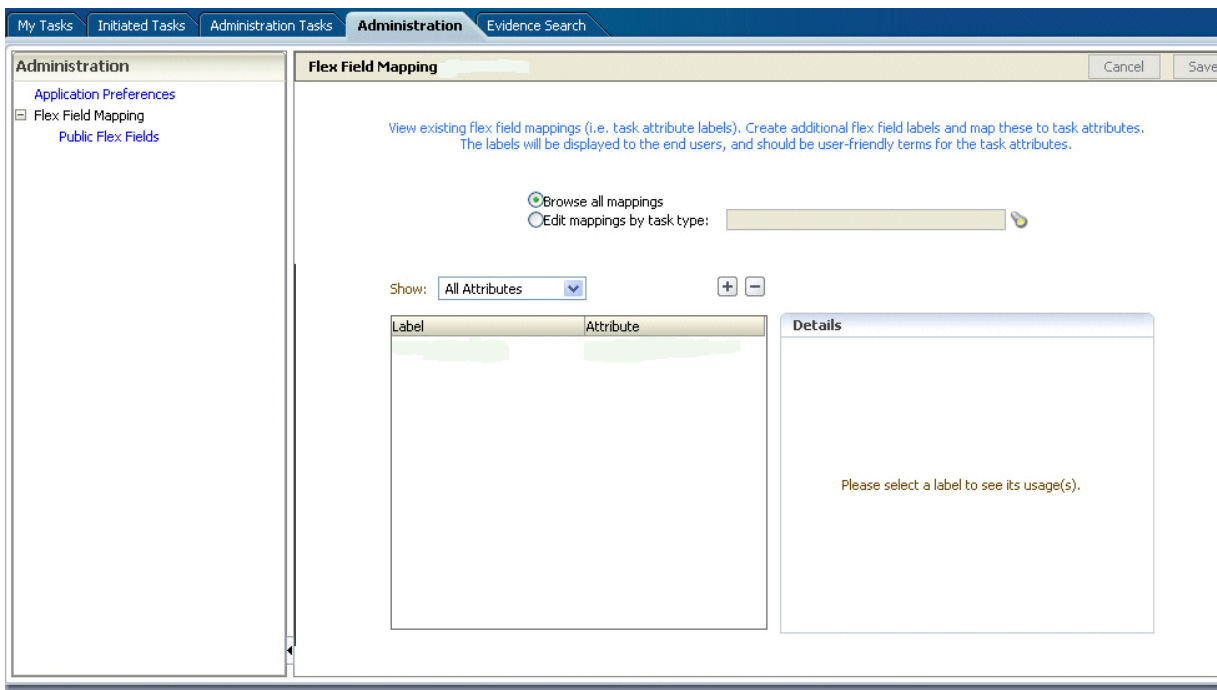 My Tasks Initiated Tasks Administration Tasks Administration Evidence Search
Administration
Application Preferences
Flex Field Mapping
Public Flex Fields
Flex Field Mapping
Cancel Save
View existing flex field mappings (i.e. task attribute labels). Create additional flex field labels and map these to task attributes.
The labels will be displayed to the end users, and should be user-friendly terms for the task attributes.
Browse all mappings
Edit mappings by task type:
Show: All Attributes
Label Attribute
Details
Please select a label to see its usage(s).